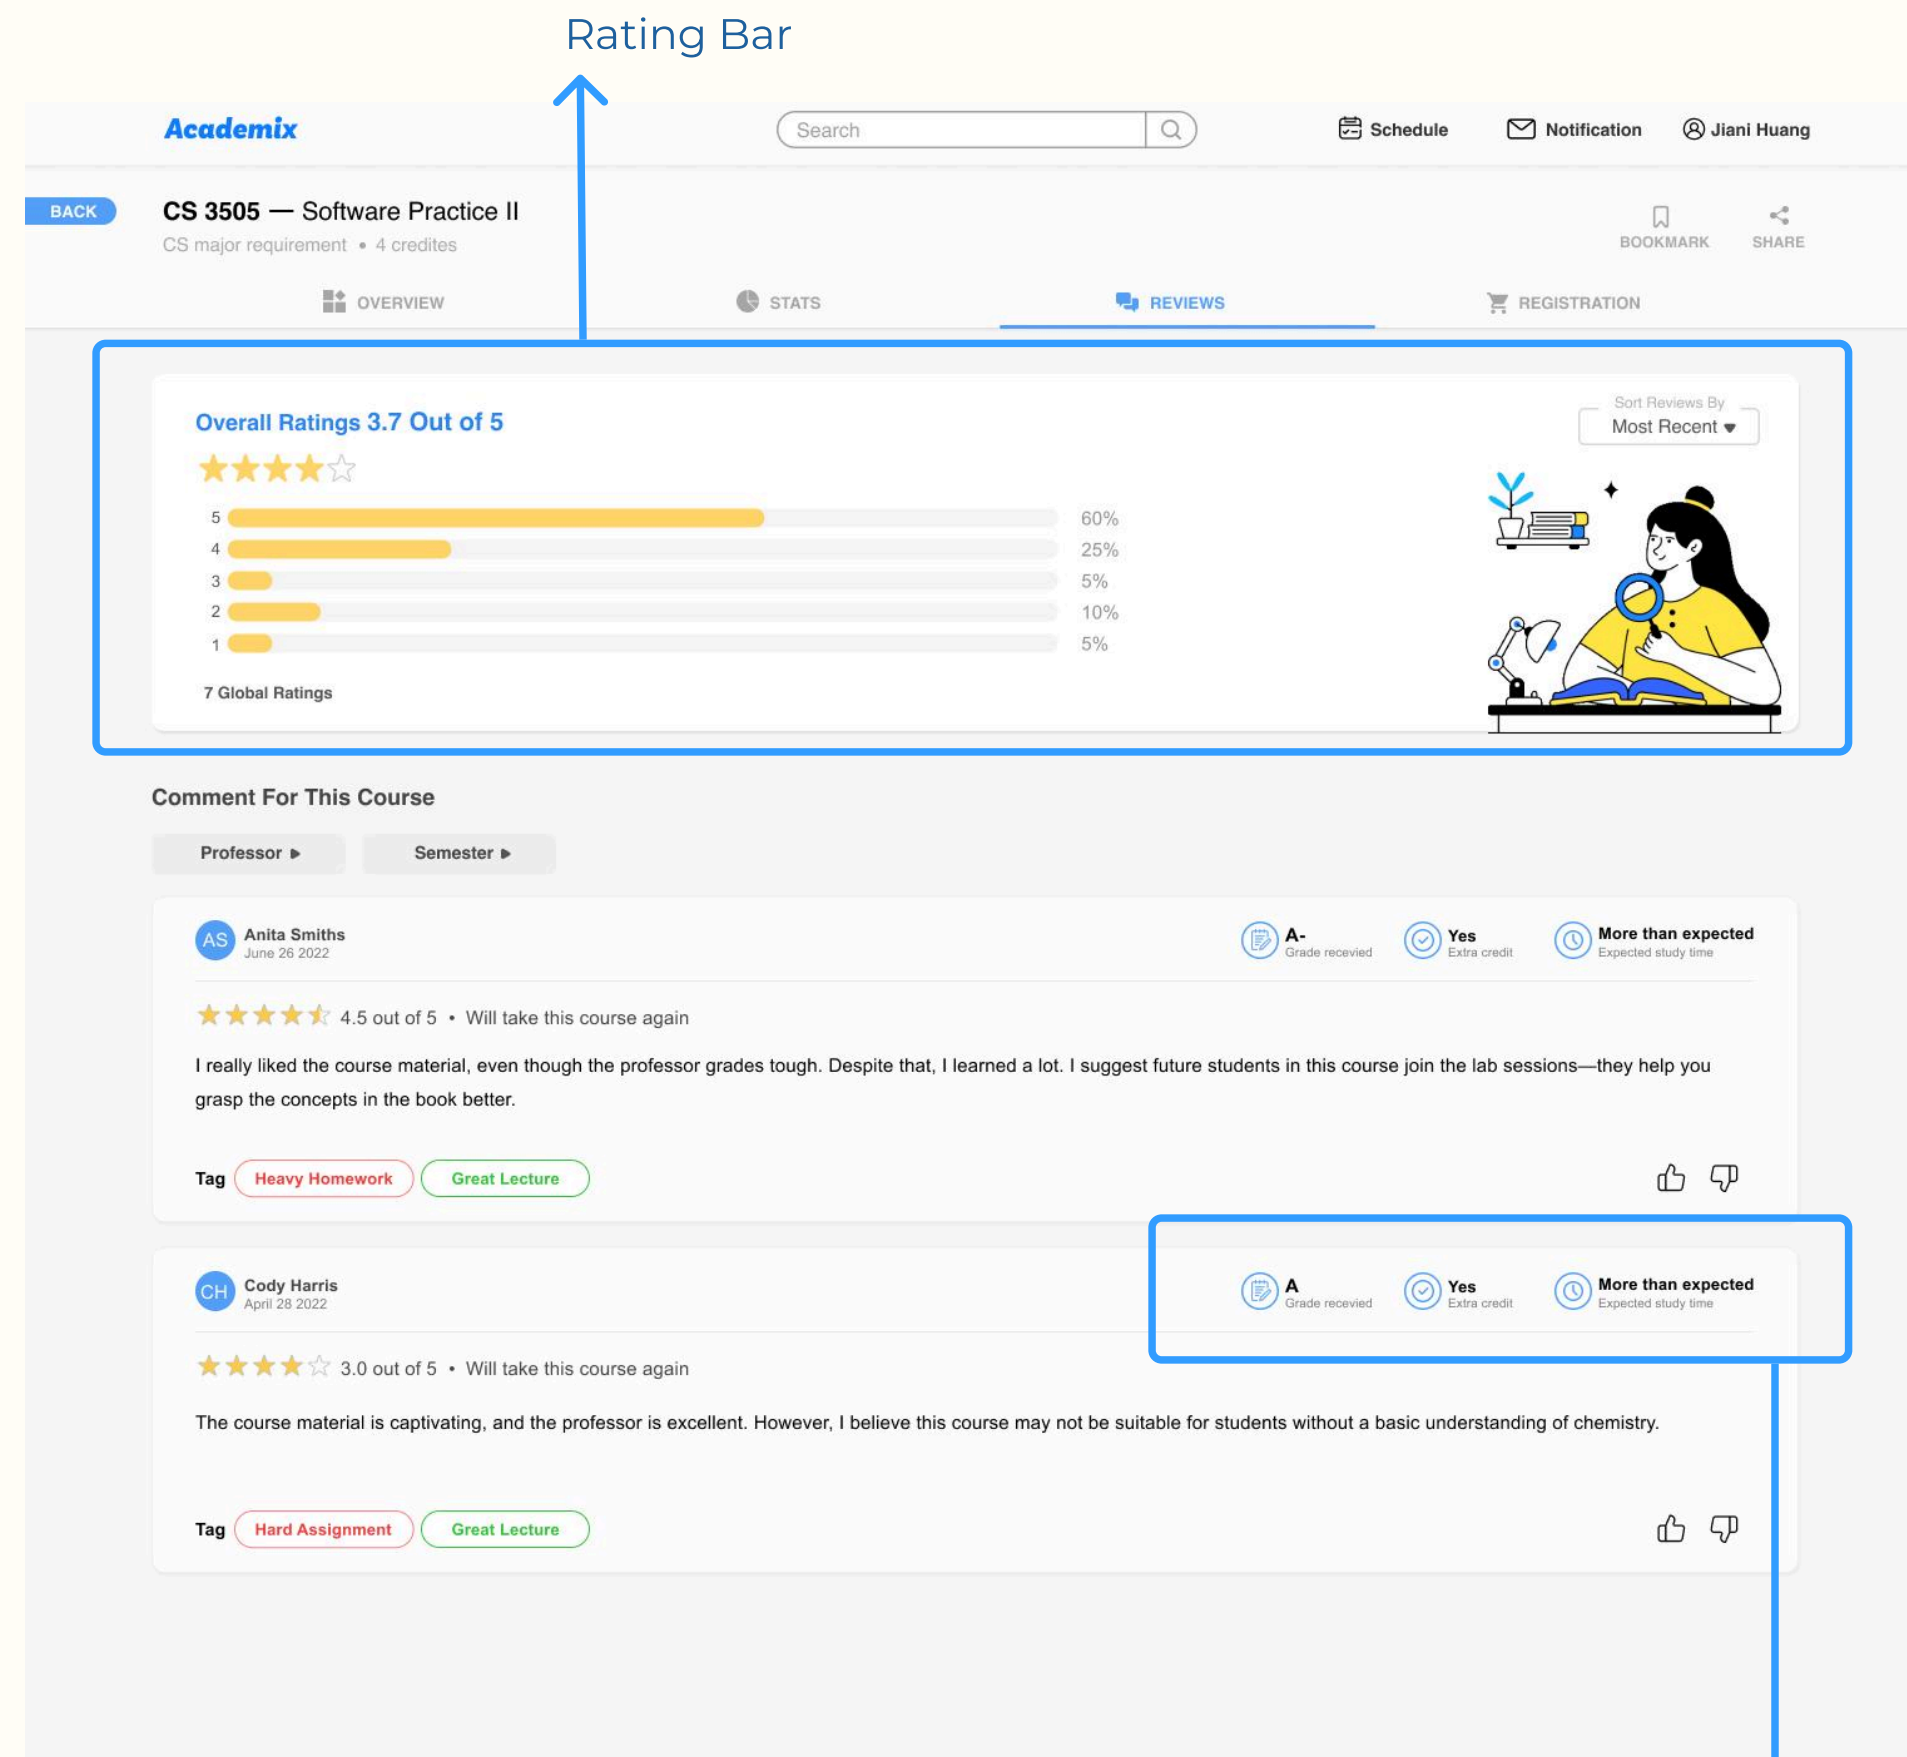 Rating Bar
Academix
Search
Schedule
Notification
Jiani Huang
BACK
CS 3505 — Software Practice II
CS major requirement • 4 credites
BOOKMARK
SHARE
OVERVIEW
STATS
REVIEWS
REGISTRATION
Overall Ratings 3.7 Out of 5
Sort Reviews By
Most Recent
5 60%
4 25%
3 5%
2 10%
1 5%
7 Global Ratings
Comment For This Course
Professor
Semester
AS
Anita Smiths
June 26 2022
A-
Grade recevied
Yes
Extra credit
More than expected
Expected study time
4.5 out of 5 • Will take this course again
I really liked the course material, even though the professor grades tough. Despite that, I learned a lot. I suggest future students in this course join the lab sessions—they help you
grasp the concepts in the book better.
Tag Heavy Homework Great Lecture
CH
Cody Harris
April 28 2022
A
Grade recevied
Yes
Extra credit
More than expected
Expected study time
3.0 out of 5 • Will take this course again
The course material is captivating, and the professor is excellent. However, I believe this course may not be suitable for students without a basic understanding of chemistry.
Tag Hard Assignment Great Lecture